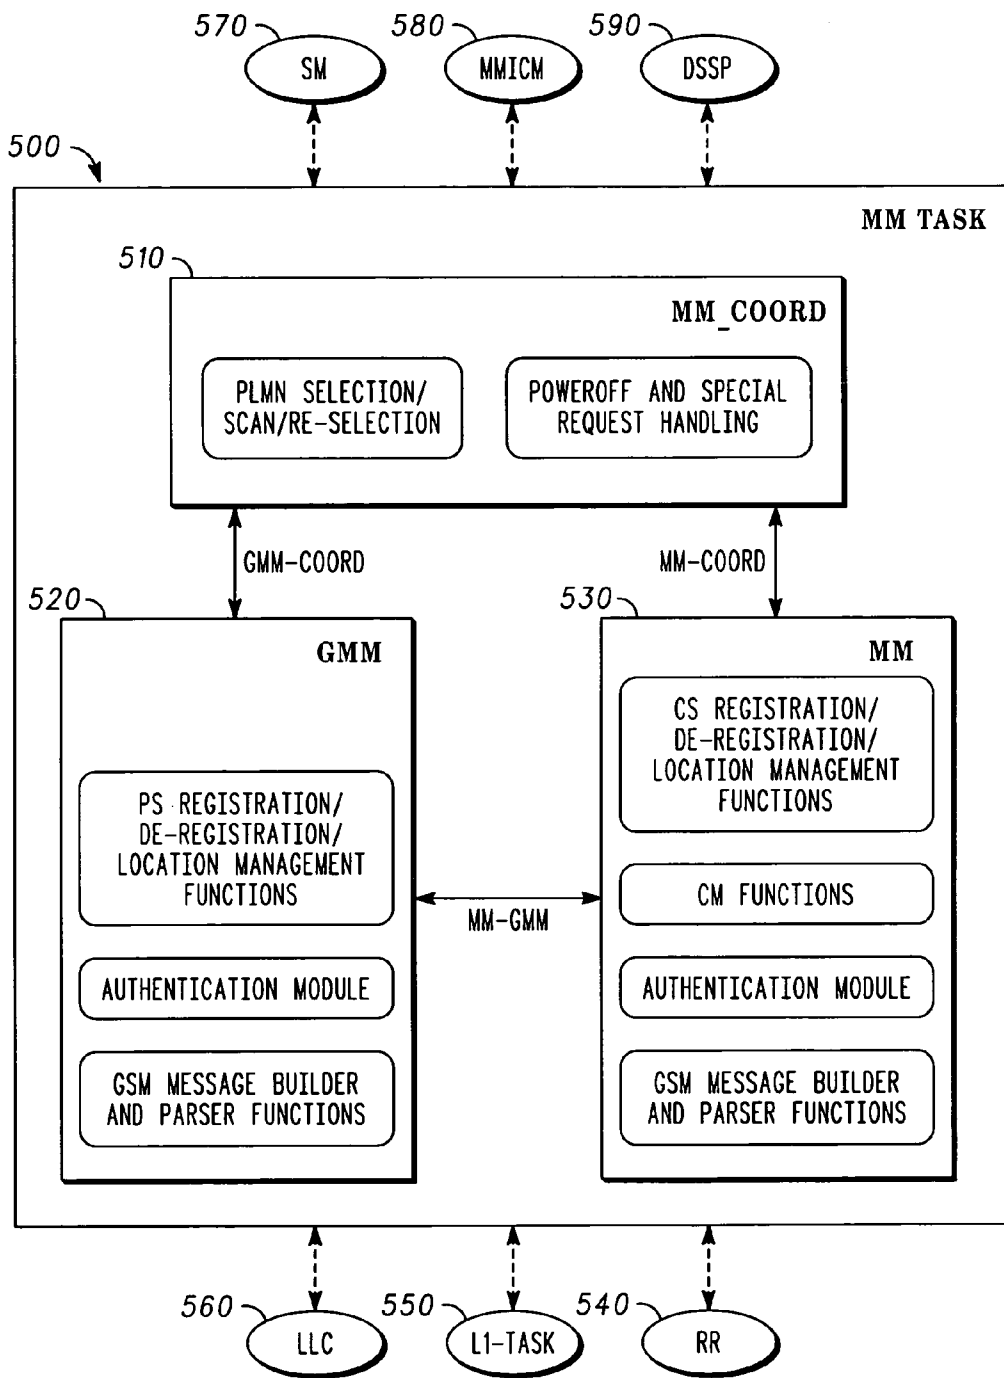 570
580
590
SM
MMICM
DSSP
500
MM TASK
510
MM_COORD
PLMN SELECTION/
SCAN/RE-SELECTION
POWEROFF AND SPECIAL
REQUEST HANDLING
GMM-COORD
MM-COORD
520
GMM
PS REGISTRATION/
DE-REGISTRATION/
LOCATION MANAGEMENT
FUNCTIONS
AUTHENTICATION MODULE
GSM MESSAGE BUILDER
AND PARSER FUNCTIONS
MM-GMM
530
MM
CS REGISTRATION/
DE-REGISTRATION/
LOCATION MANAGEMENT
FUNCTIONS
CM FUNCTIONS
AUTHENTICATION MODULE
GSM MESSAGE BUILDER
AND PARSER FUNCTIONS
560
550
540
LLC
L1-TASK
RR